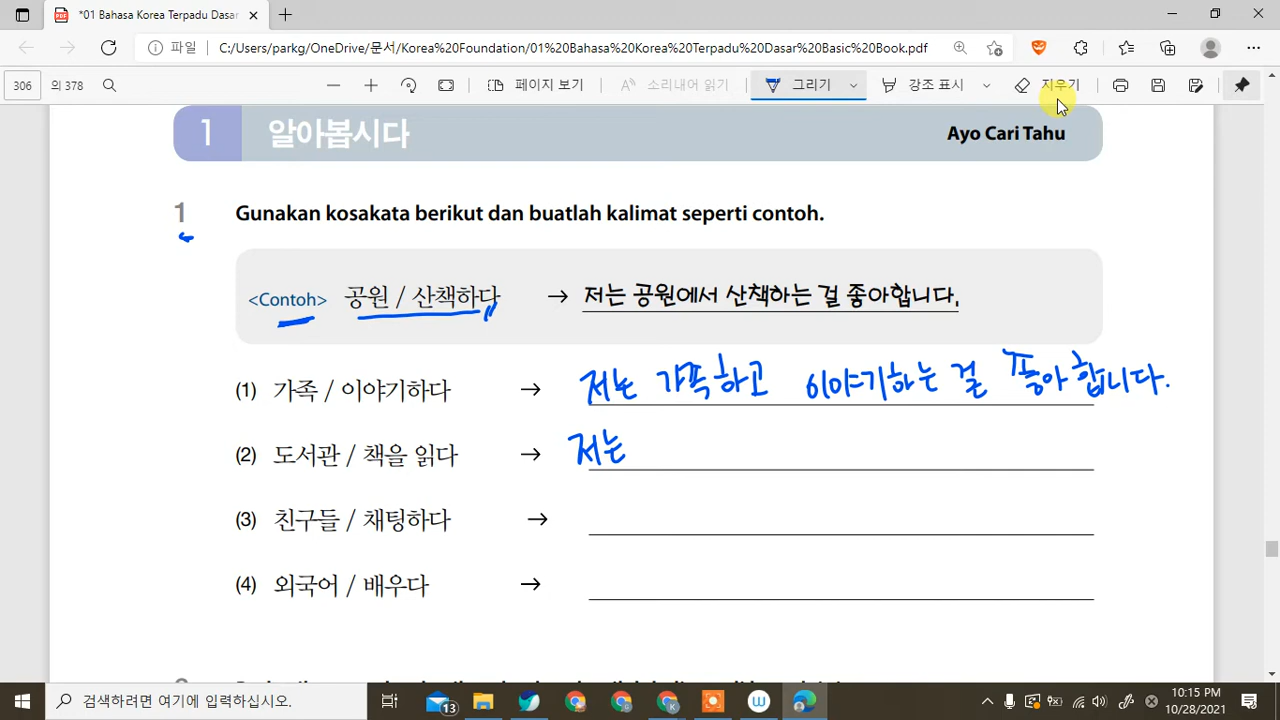 *01 Bahasa Korea Terpadu Dasar
파일 C:/Users/parkg/OneDrive/문서/Korea%20Foundation/01%20Bahasa%20Korea%20Terpadu%20Dasar%20Basic%20Book.pdf
306 의 378 페이지 보기 소리내어 읽기 그리기 강조 표시 지우기
1 알아봅시다 Ayo Cari Tahu
1 Gunakan kosakata berikut dan buatlah kalimat seperti contoh.
<Contoh> 공원 / 산책하다 → 저는 공원에서 산책하는 걸 좋아합니다.
(1) 가족 / 이야기하다 → 저는 가족하고 이야기하는 걸 좋아합니다.
(2) 도서관 / 책을 읽다 → 저는
(3) 친구들 / 채팅하다 →
(4) 외국어 / 배우다 →
검색하려면 여기에 입력하십시오. 13 10:15 PM
10/28/2021